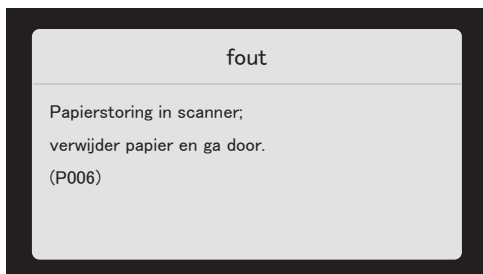 fout
Papierstoring in scanner;
verwijder papier en ga door.
(P006)